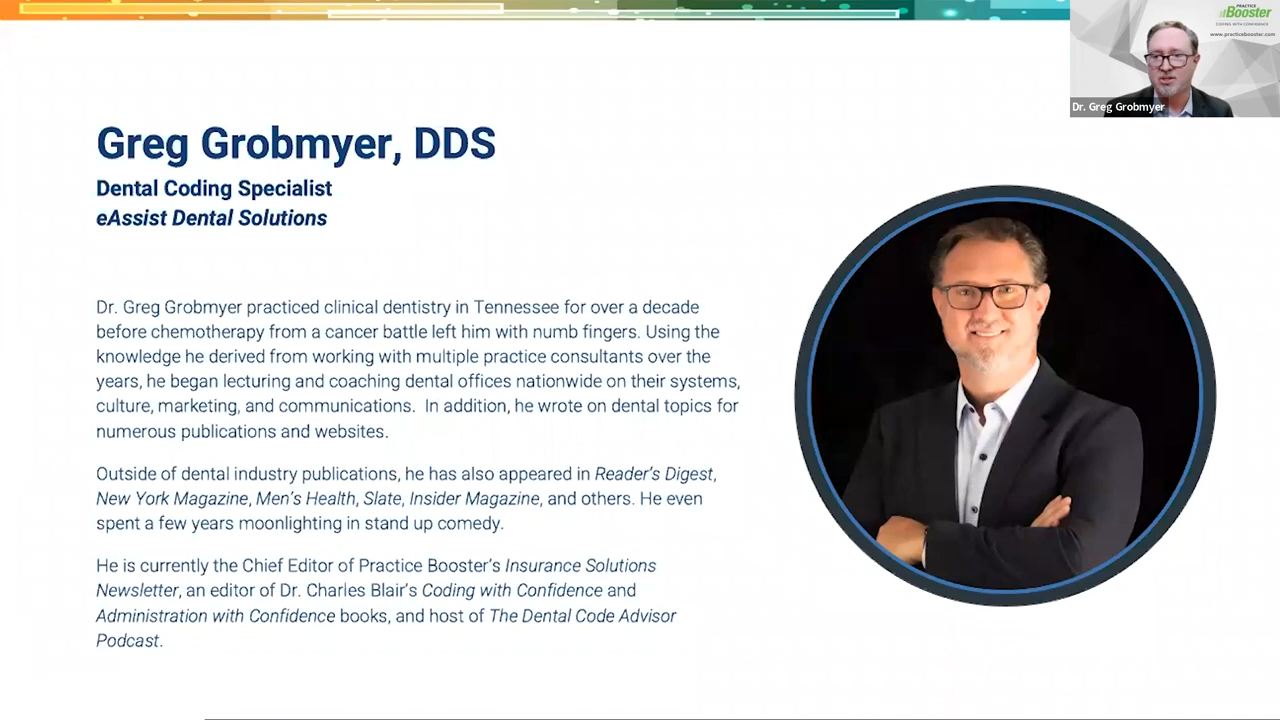 PRACTICE
Booster
CODING WITH CONFIDENCE
www.practicebooster.com
Dr. Greg Grobmyer
Greg Grobmyer, DDS
Dental Coding Specialist
eAssist Dental Solutions
Dr. Greg Grobmyer practiced clinical dentistry in Tennessee for over a decade
before chemotherapy from a cancer battle left him with numb fingers. Using the
knowledge he derived from working with multiple practice consultants over the
years, he began lecturing and coaching dental offices nationwide on their systems,
culture, marketing, and communications.  In addition, he wrote on dental topics for
numerous publications and websites.
Outside of dental industry publications, he has also appeared in Reader’s Digest,
New York Magazine, Men’s Health, Slate, Insider Magazine, and others. He even
spent a few years moonlighting in stand up comedy.
He is currently the Chief Editor of Practice Booster’s Insurance Solutions
Newsletter, an editor of Dr. Charles Blair’s Coding with Confidence and
Administration with Confidence books, and host of The Dental Code Advisor
Podcast.